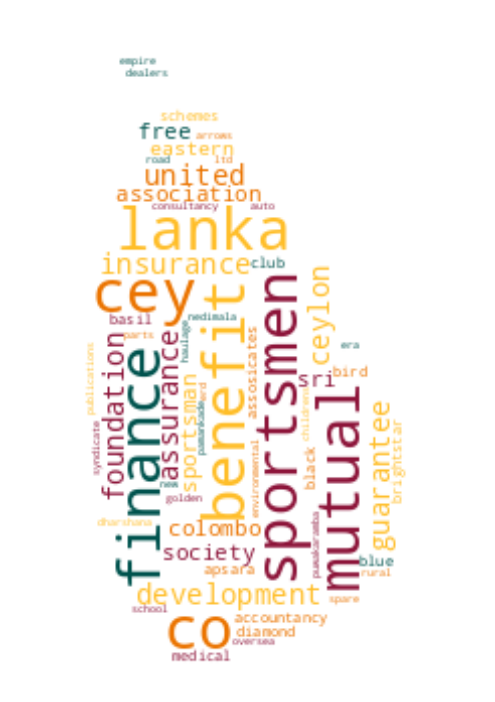 empire
dealers
schemes
free
arrows
eastern
road
ltd
united
association
consultancy
auto
lanka
insurance
club
cey
benefit
sportsmen
ceylon
basil
nedimala
parts
haulage
era
publications
foundation
finance
assurance
sportsman
assosicates
sri
bird
mutual
guarantee
brightstar
syndicate
pamankade
children
new
golden
environmental
black
pamakaramba
dharshana
colombo
society
apsara
blue
rural
development
spare
school
co
accountancy
diamond
oversea
medical